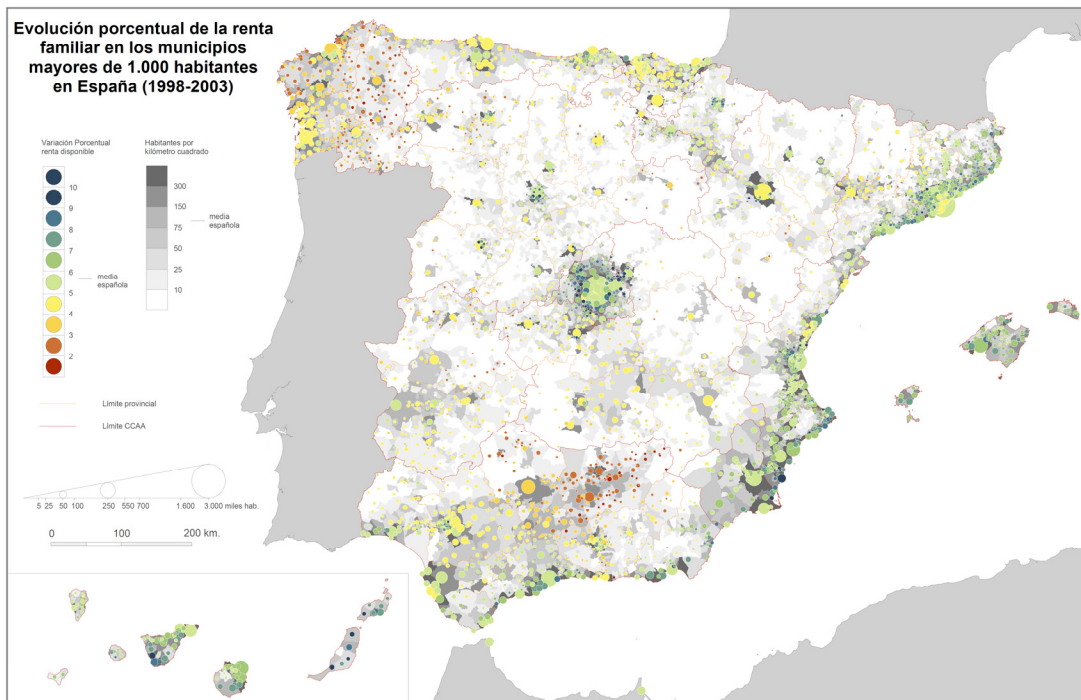 Evolución porcentual de la renta
familiar en los municipios
mayores de 1.000 habitantes
en España (1998-2003)
Variación Porcentual
renta disponible
10
9
8
7
6
5
4
3
2
media
española
Habitantes por
kilómetro cuadrado
300
150
75
50
25
10
media
española
Límite provincial
Límite CCAA
5 25 50 100 250 550 700 1.600 3.000 miles hab.
0 100 200 km.